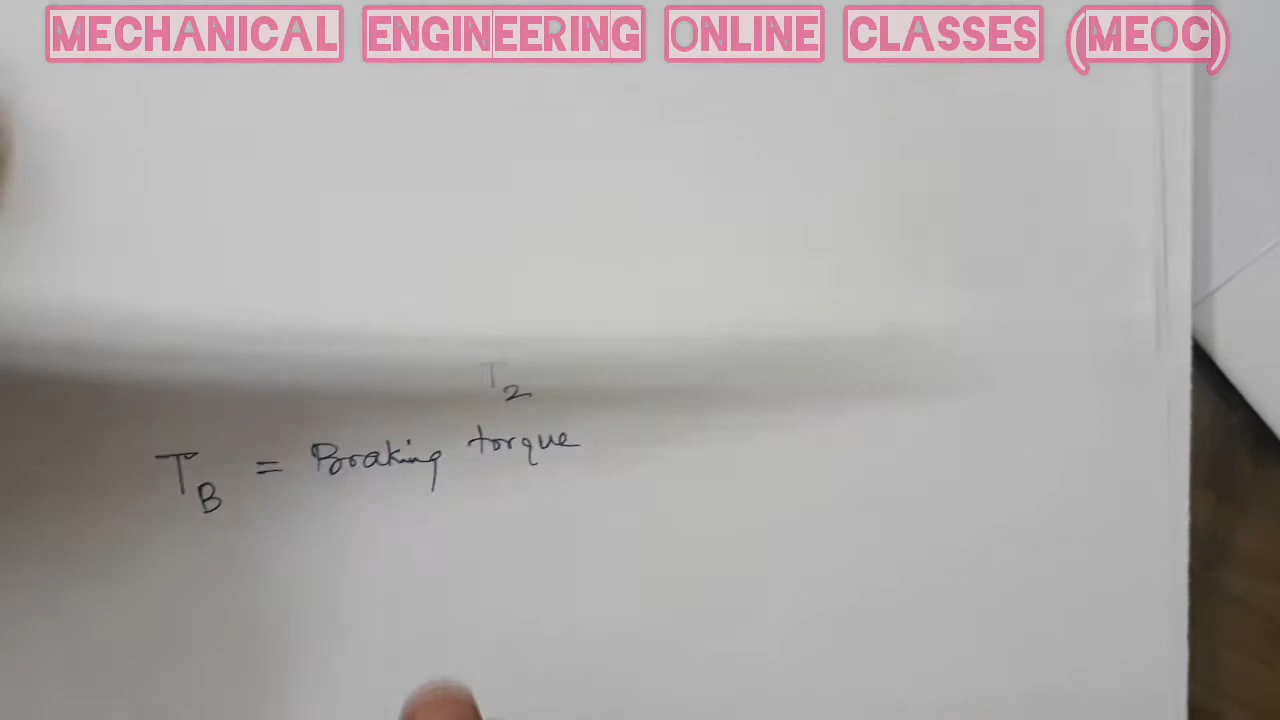 MECHANICAL ENGINEERING ONLINE CLASSES (MEOC)
T2
TB = Braking torque